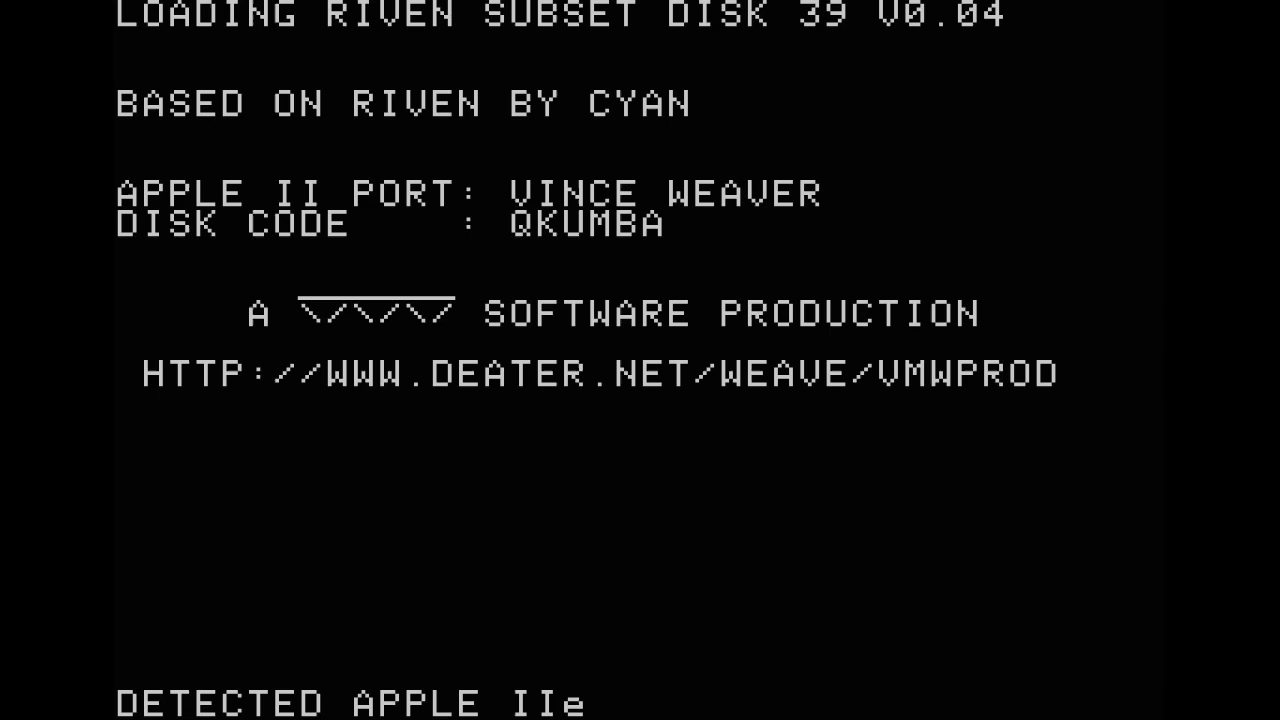 LOADING RIVEN SUBSET DISK 39 V0.04
BASED ON RIVEN BY CYAN
APPLE II PORT: VINCE WEAVER
DISK CODE    : QKUMBA
A \/\/\/ SOFTWARE PRODUCTION
HTTP://WWW.DEATER.NET/WEAVE/VMWPROD
DETECTED APPLE IIe